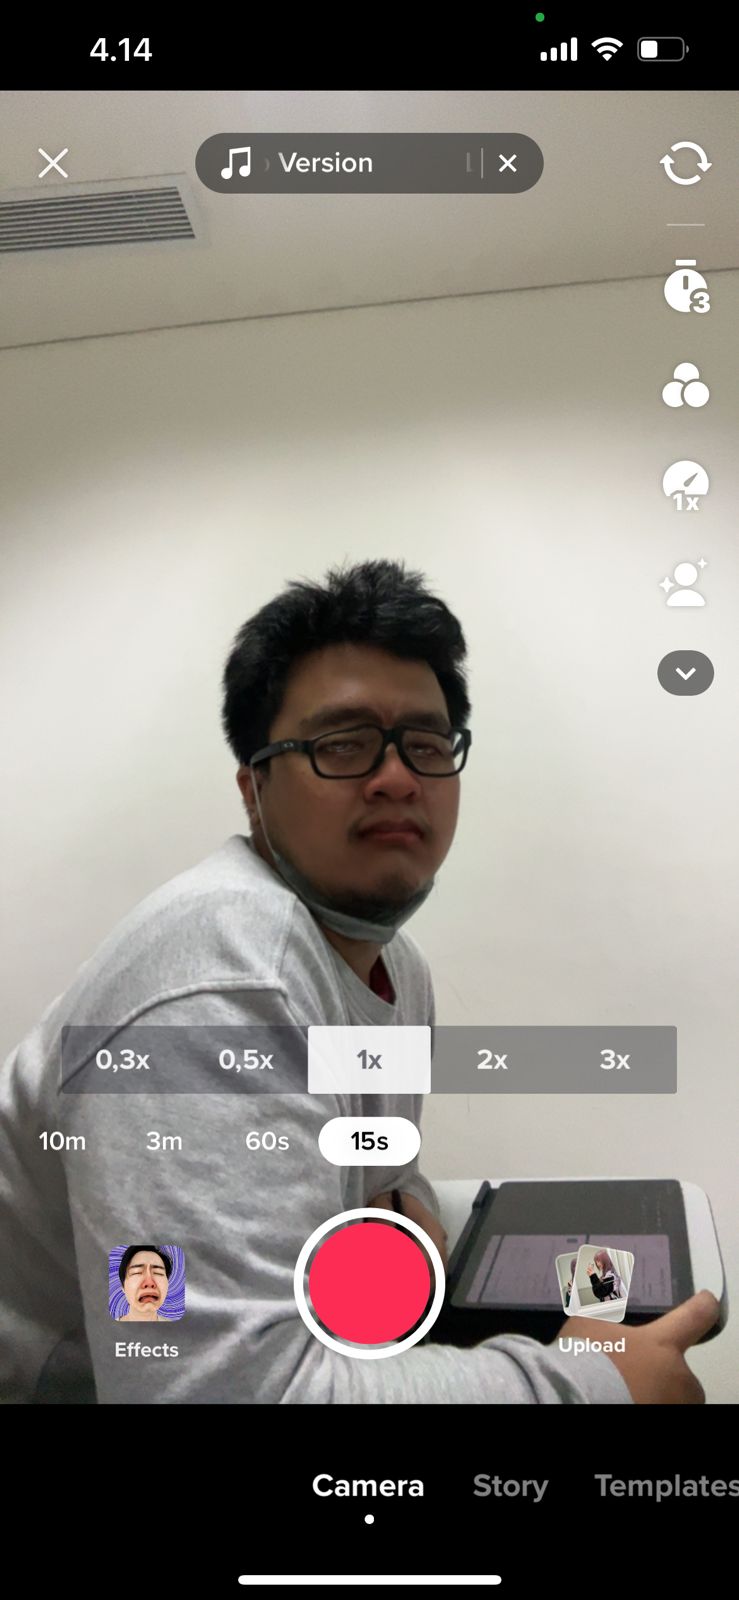 4.14
Version
3
1x
0,3x 0,5x 1x 2x 3x
10m 3m 60s 15s
Effects
Upload
Camera Story Templates